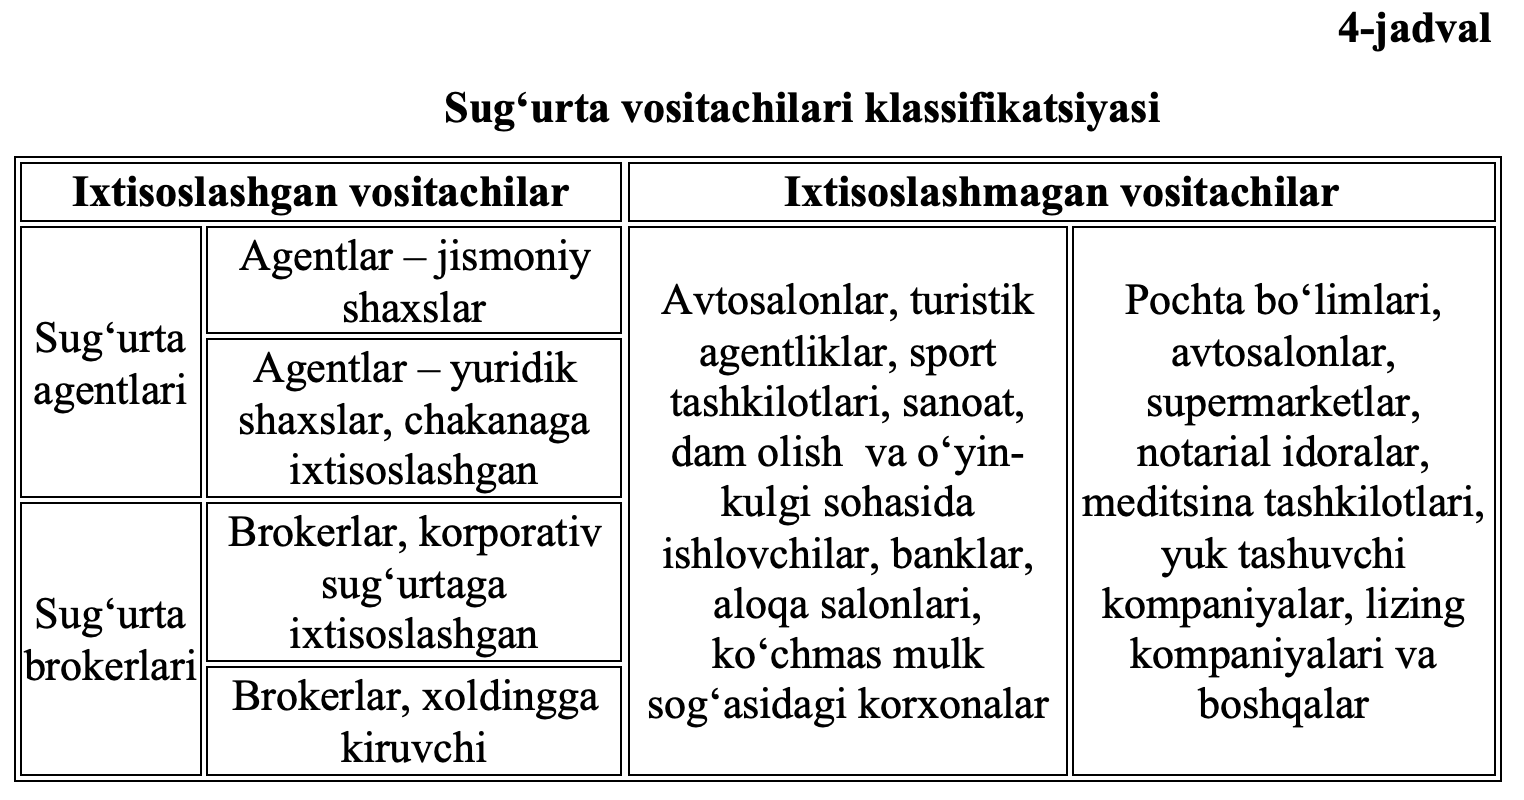 4-jadval
Sug‘urta vositachilari klassifikatsiyasi
Ixtisoslashgan vositachilar
Ixtisoslashmagan vositachilar
Sug‘urta
agentlari
Agentlar – jismoniy
shaxslar
Agentlar – yuridik
shaxslar, chakanaga
ixtisoslashgan
Sug‘urta
brokerlari
Brokerlar, korporativ
sug‘urtaga
ixtisoslashgan
Brokerlar, xoldingga
kiruvchi
Avtosalonlar, turistik
agentliklar, sport
tashkilotlari, sanoat,
dam olish  va o‘yin-
kulgi sohasida
ishlovchilar, banklar,
aloqa salonlari,
ko‘chmas mulk
sog‘asidagi korxonalar
Pochta bo‘limlari,
avtosalonlar,
supermarketlar,
notarial idoralar,
meditsina tashkilotlari,
yuk tashuvchi
kompaniyalar, lizing
kompaniyalari va
boshqalar